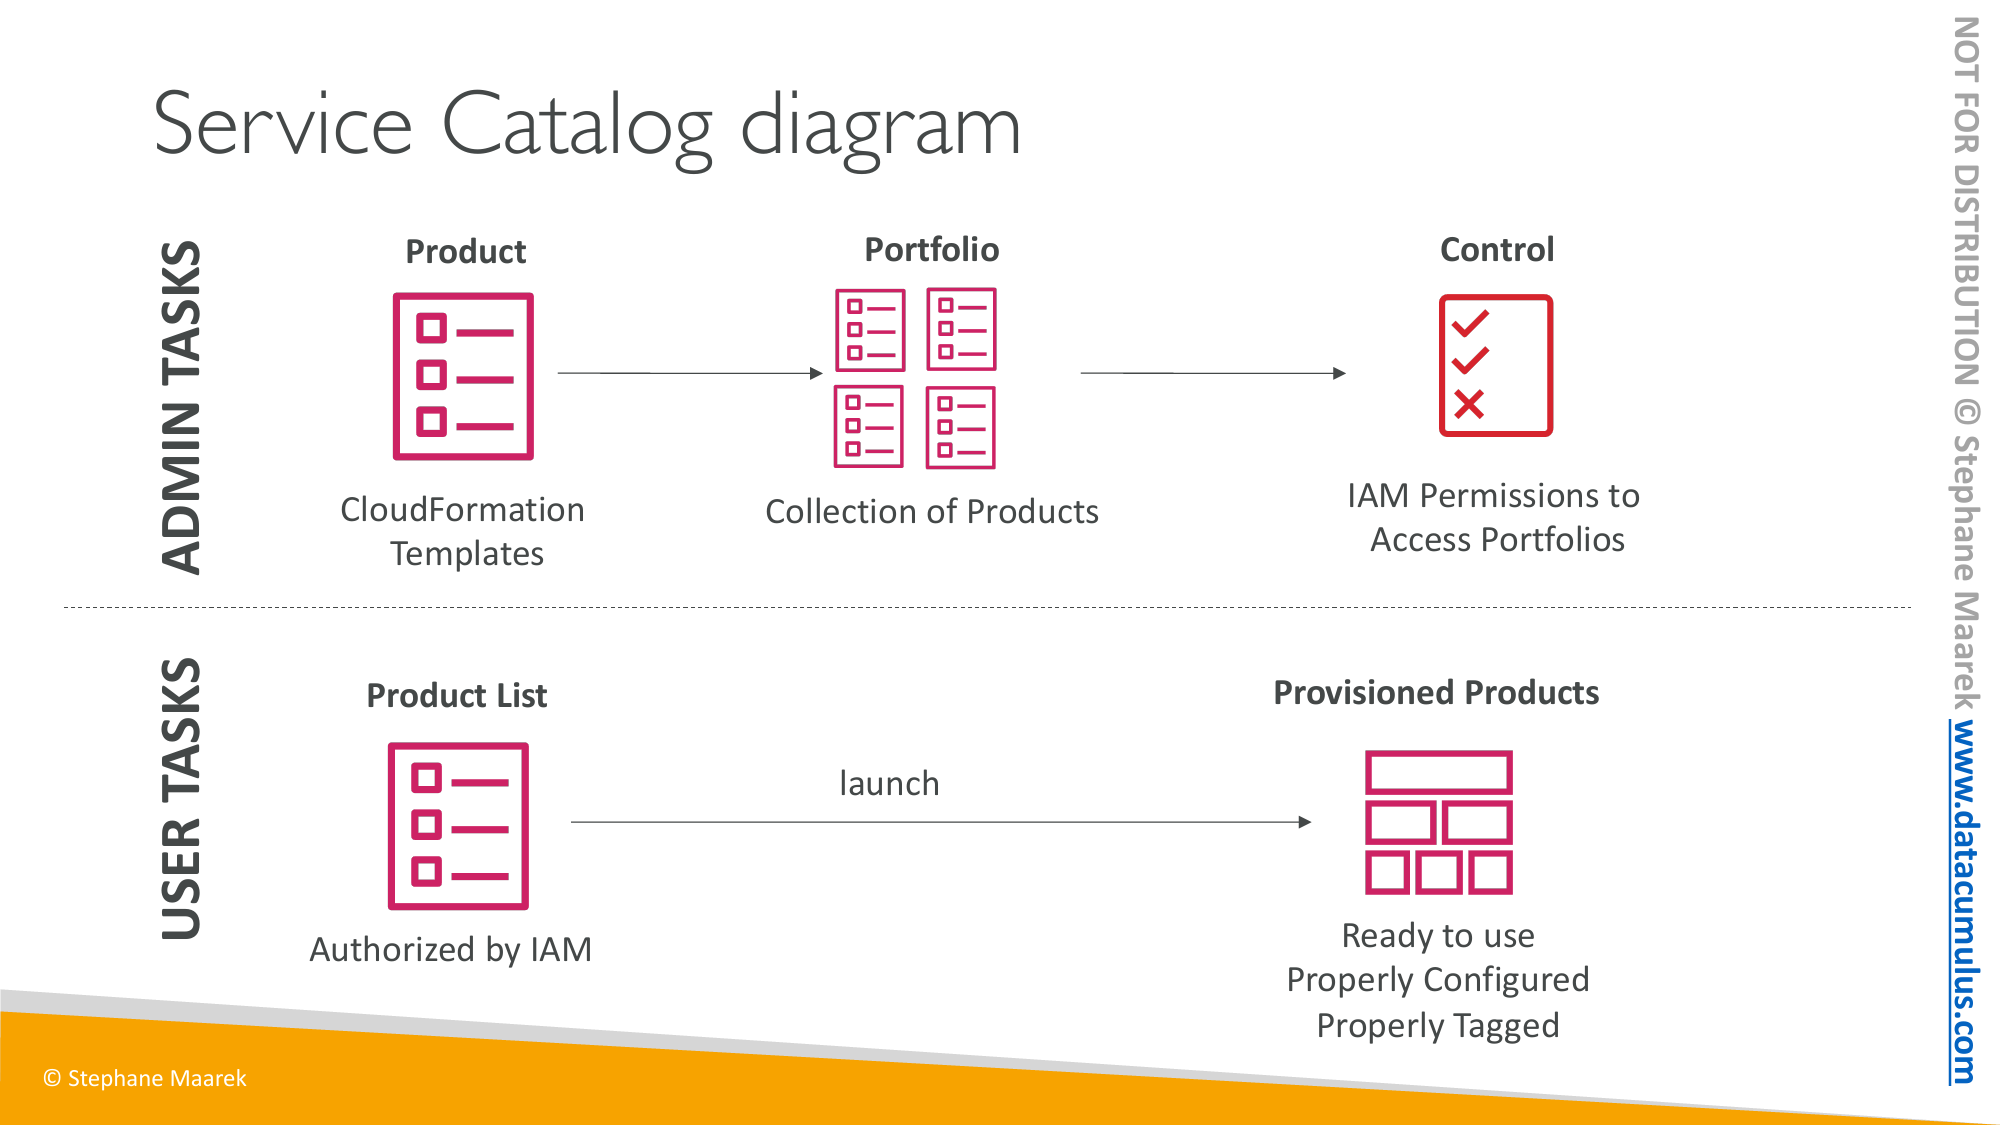 Service Catalog diagram
ADMIN TASKS
Product
Portfolio
Control
CloudFormation
Templates
Collection of Products
IAM Permissions to
Access Portfolios
USER TASKS
Product List
launch
Provisioned Products
Authorized by IAM
Ready to use
Properly Configured
Properly Tagged
© Stephane Maarek
NOT FOR DISTRIBUTION © Stephane Maarek www.datacumulus.com